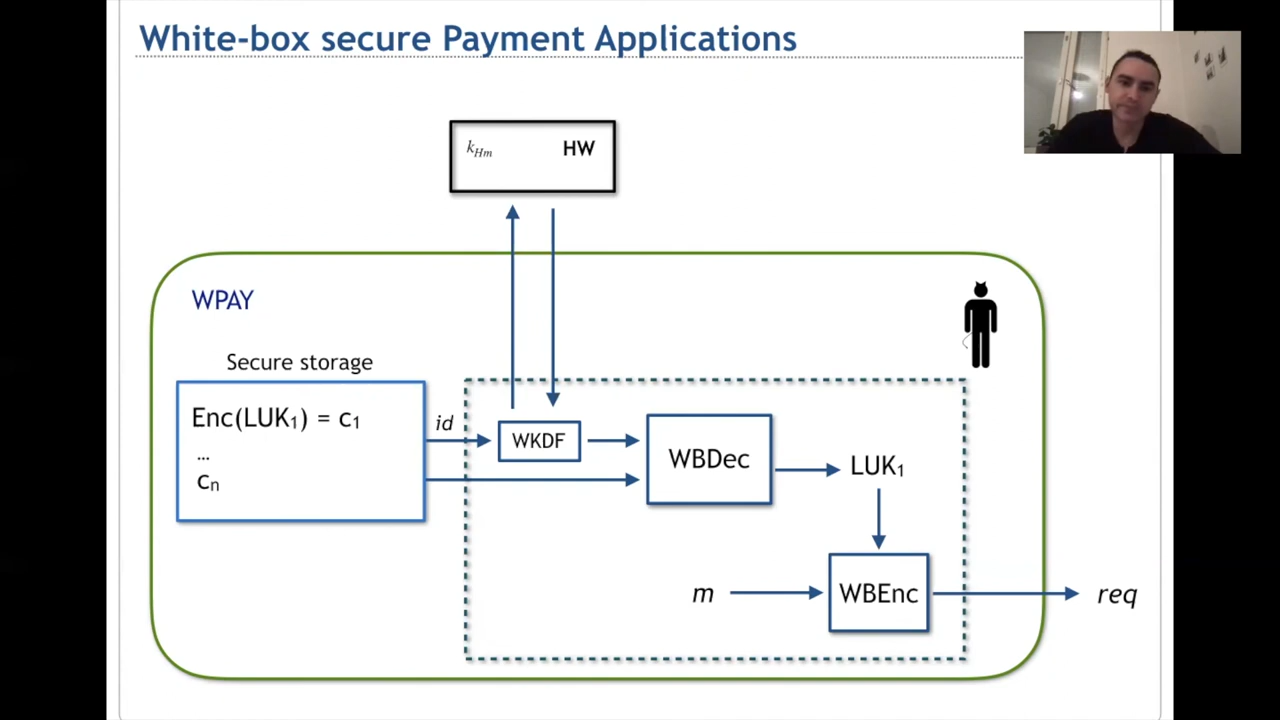 White-box secure Payment Applications
k_Hm HW
WPAY
Secure storage
Enc(LUK₁) = c₁
...
cₙ
id
WKDF
WBDec
LUK₁
m
WBEnc
req